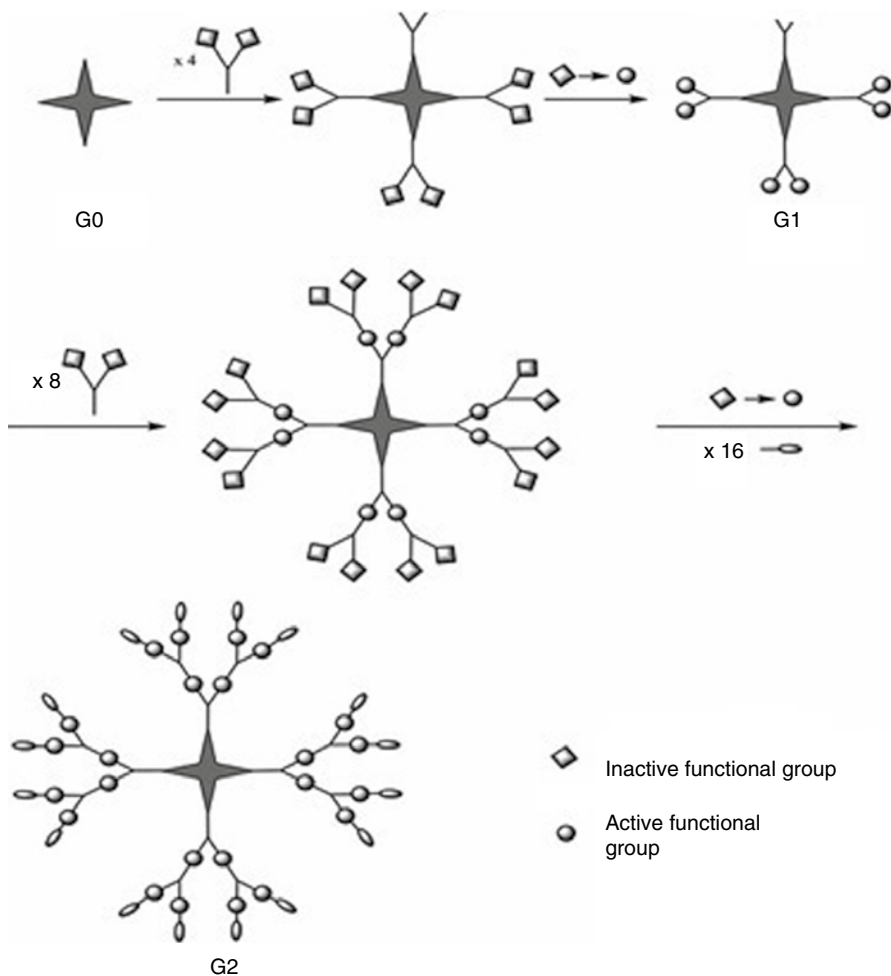 x 4
G0
G1
x 8
x 16
Inactive functional group
Active functional
group
G2